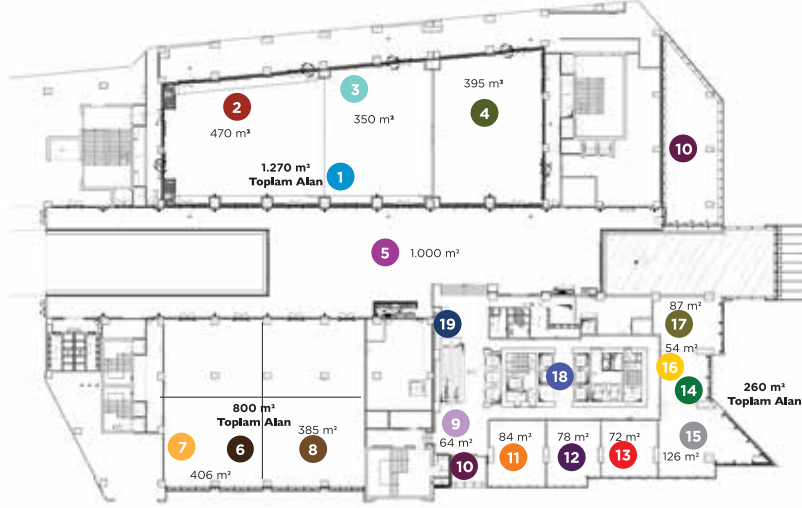 2
470 m²
3
350 m²
395 m²
4
10
1.270 m²
Toplam Alan
1
5
1.000 m²
19
87 m²
17
54 m²
16
14
18
260 m²
Toplam Alan
800 m²
Toplam Alan
7
6
385 m²
8
406 m²
9
64 m²
10
84 m²
11
78 m²
12
72 m²
13
15
126 m²